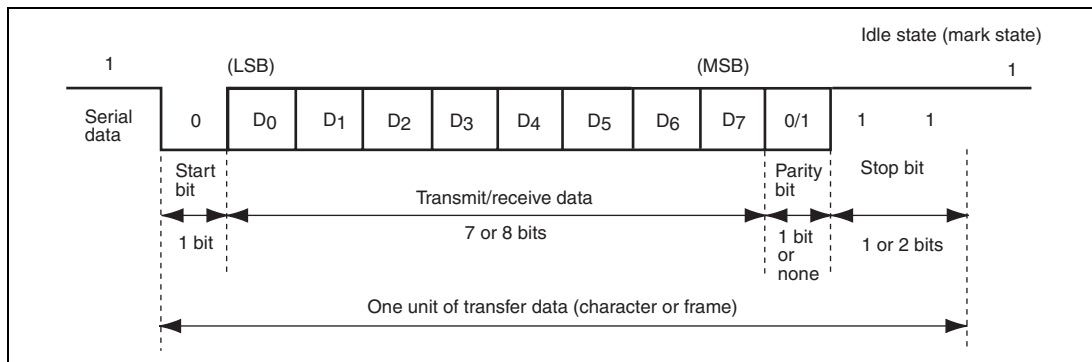 Idle state (mark state)
1 (LSB) (MSB) 1
Serial data 0 D0 D1 D2 D3 D4 D5 D6 D7 0/1 1 1
Start bit
Parity bit
Stop bit
Transmit/receive data
1 bit
7 or 8 bits
1 bit or none
1 or 2 bits
One unit of transfer data (character or frame)